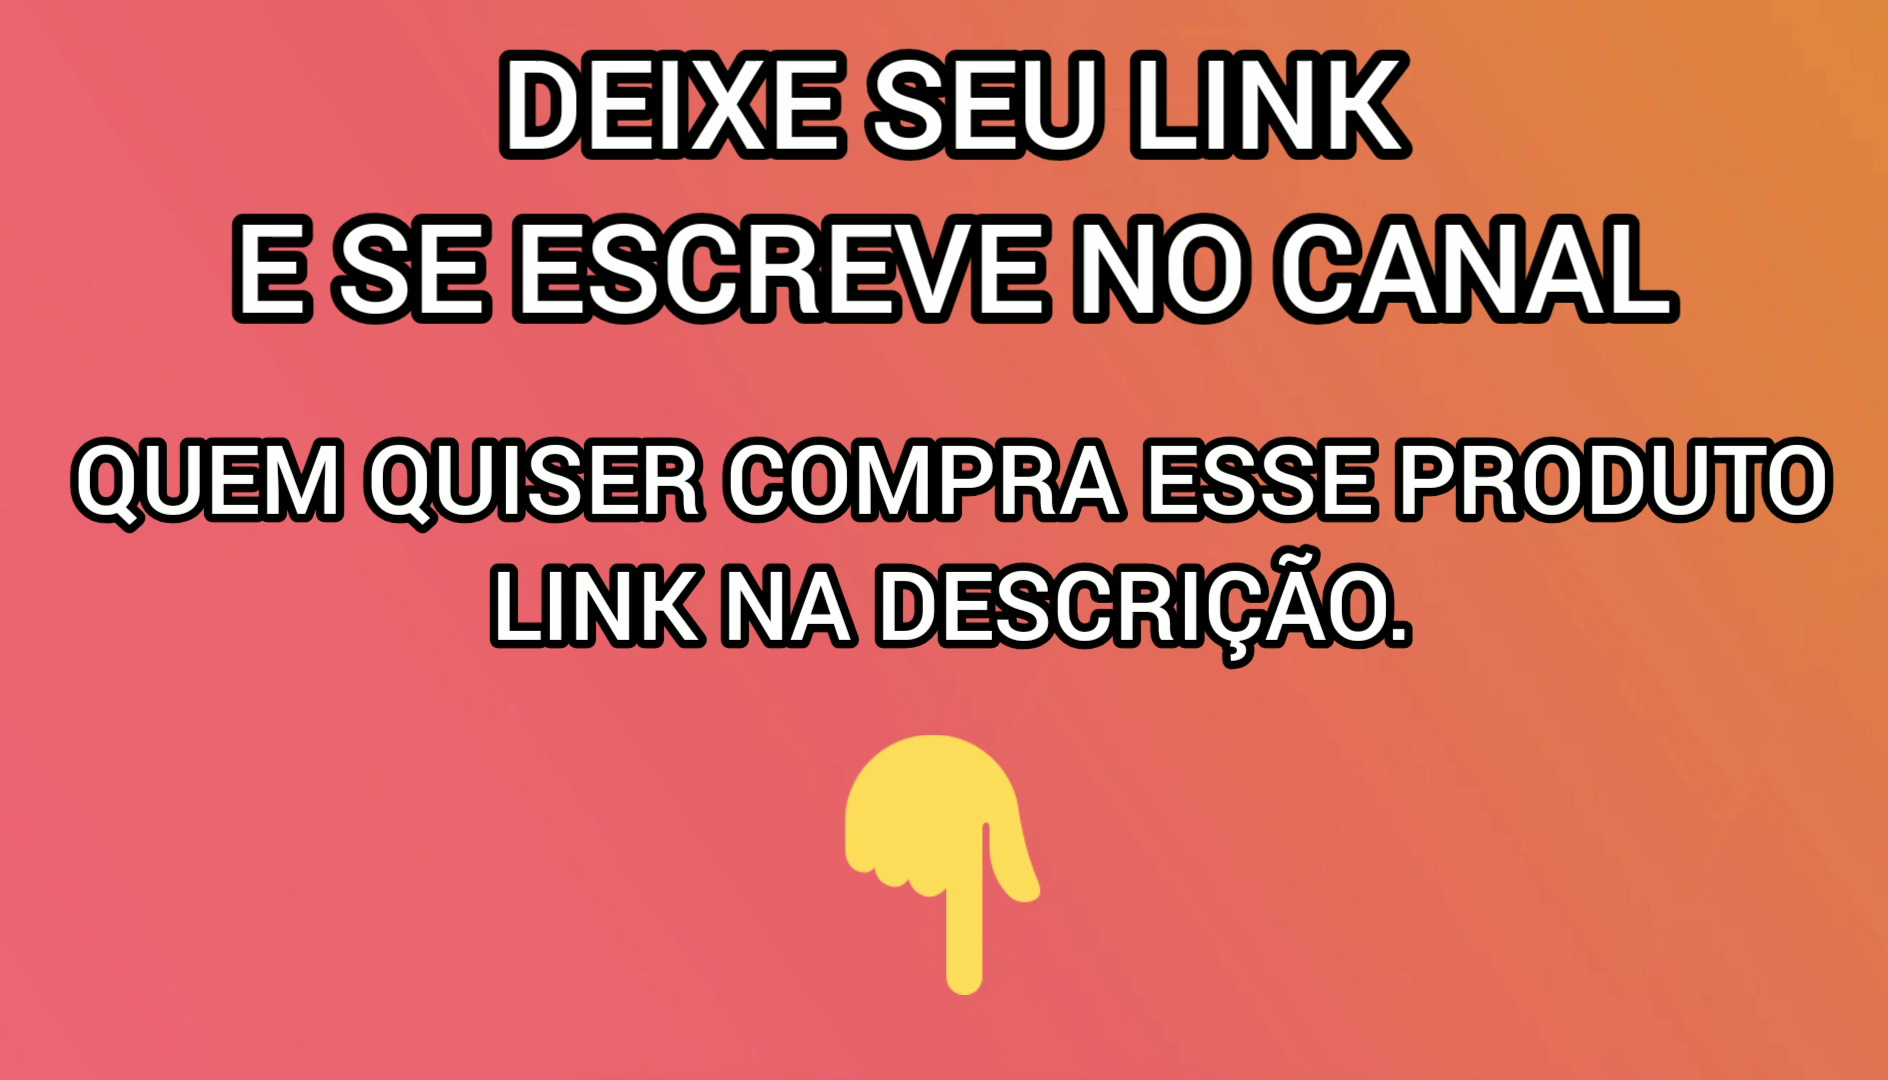 DEIXE SEU LINK
E SE ESCREVE NO CANAL
QUEM QUISER COMPRA ESSE PRODUTO
LINK NA DESCRIÇÃO.